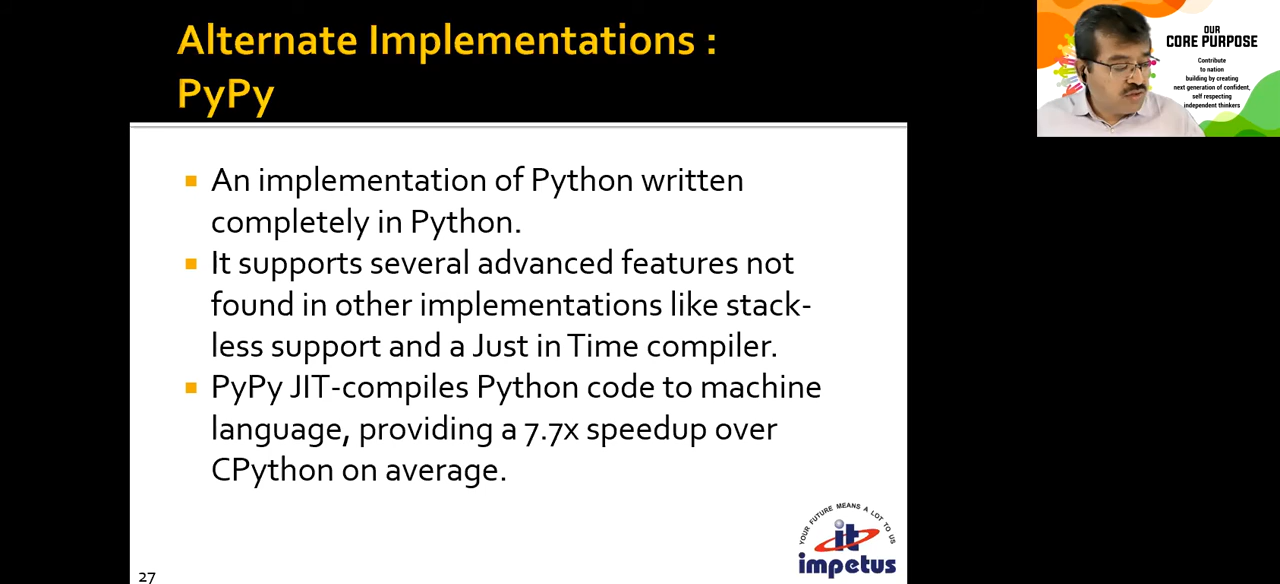 Alternate Implementations :
PyPy
An implementation of Python written
completely in Python.
It supports several advanced features not
found in other implementations like stack-
less support and a Just in Time compiler.
PyPy JIT-compiles Python code to machine
language, providing a 7.7x speedup over
CPython on average.
YOUR FUTURE MEANS A LOT TO US
it
impetus
27
OUR
CORE PURPOSE
Contribute
to nation
building by creating
next generation of confident,
self respecting
independent thinkers